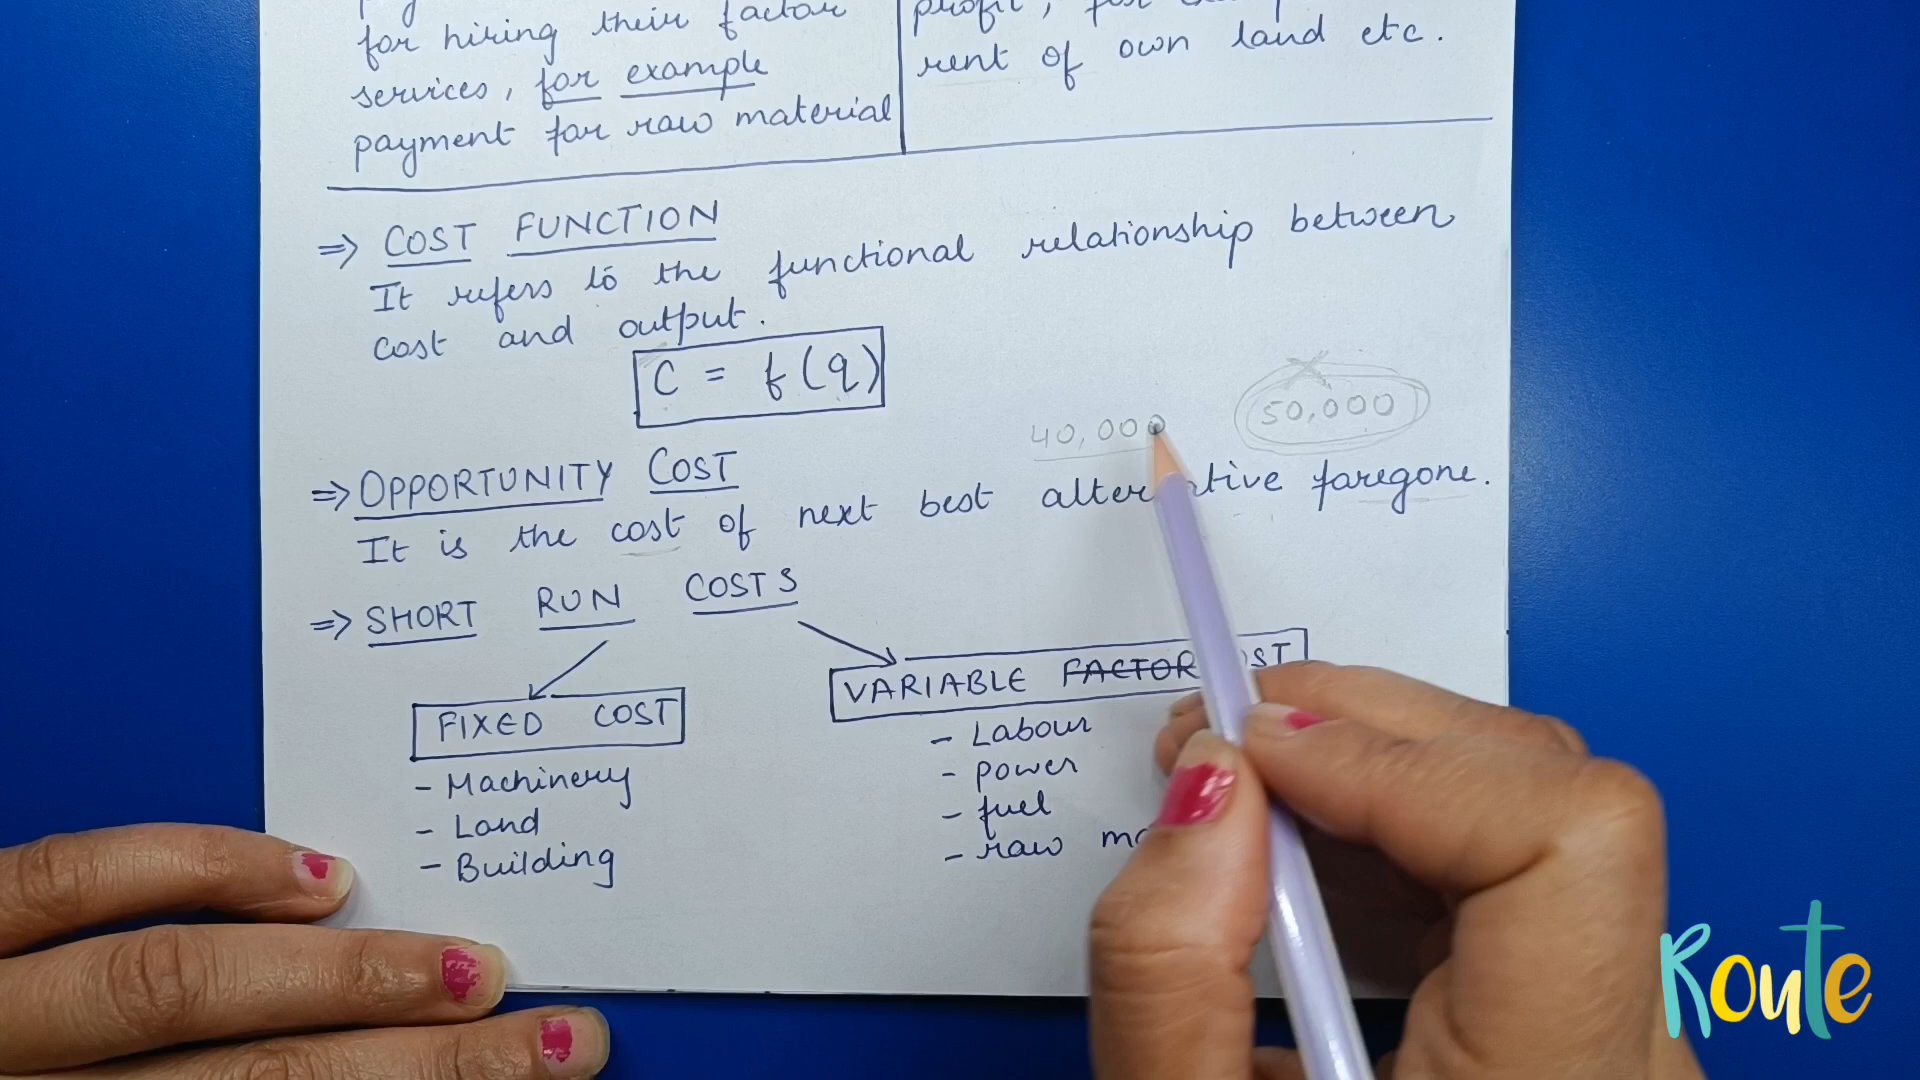 for hiring their factor
services, for example
payment for raw material
rent of own land etc.
⇒ COST FUNCTION
It refers to the functional relationship between
cost and output.
C = f(q)
40,000 50,000
⇒ OPPORTUNITY COST
It is the cost of next best alternative foregone.
⇒ SHORT RUN COSTS
FIXED COST
- Machinery
- Land
- Building
VARIABLE FACTOR COST
- Labour
- power
- fuel
- raw
Route